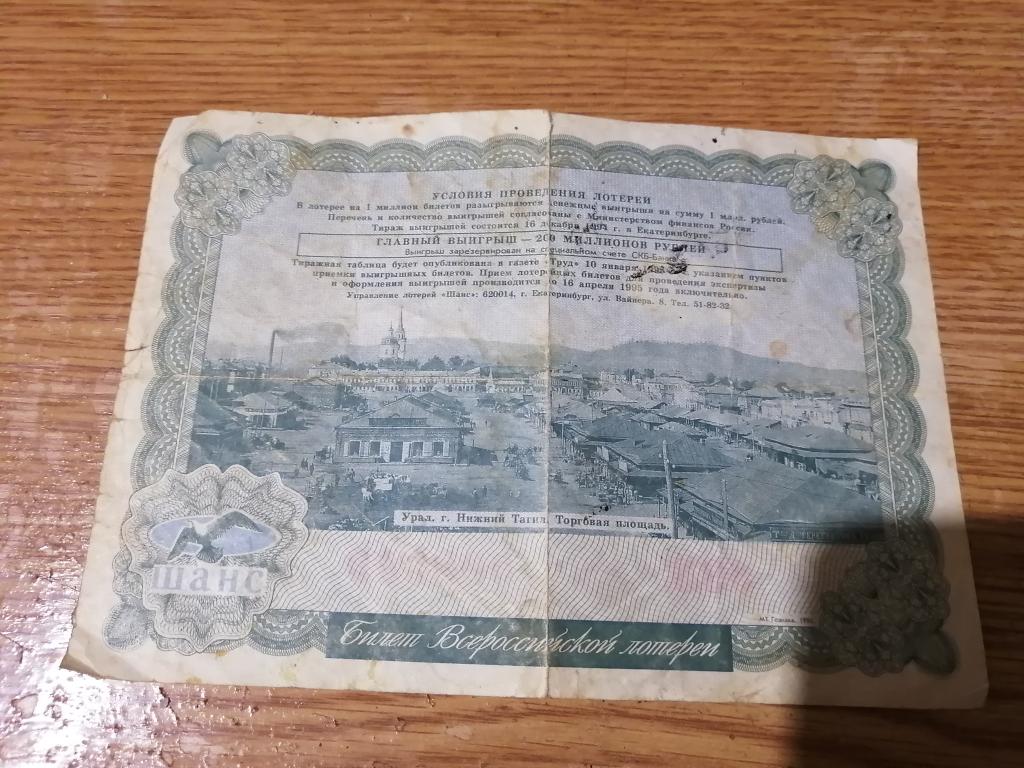 УСЛОВИЯ ПРОВЕДЕНИЯ ЛОТЕРЕИ
В лотерее на 1 миллион билетов разыгрываются денежные выигрыши на сумму 1 млрд. рублей.
Перечень и количество выигрышей согласованы с Министерством финансов России.
Тираж выигрышей состоится 16 декабря г. в Екатеринбурге.
ГЛАВНЫЙ ВЫИГРЫШ — 200 МИЛЛИОНОВ РУБЛЕЙ
Выигрыш зарезервирован на специальном счете СКБ-Банка
Тиражная таблица будет опубликована в газете «Труд» 10 января с указанием пунктов
приемки выигрышных билетов. Прием лотерейных билетов для проведения экспертизы
и оформления выигрышей производится до 16 апреля 1995 года включительно.
Управление лотерей «Шанс»: 620014, г. Екатеринбург, ул. Вайнера, 8. Тел. 51-82-32
Урал. г. Нижний Тагил. Торговая площадь.
шанс
МТ Гознака. 1994.
Билет Всероссийской лотереи